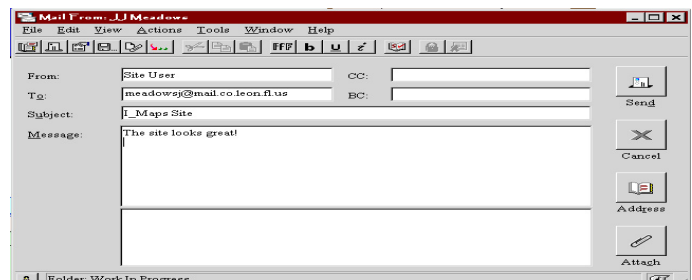 Mail From: JJ Meadows
File Edit View Actions Tools Window Help
FFF b u i
From: Site User CC:
To: meadowsj@mail.co.leon.fl.us BC:
Subject: I_Maps Site
Message: The site looks great!
Send
Cancel
Address
Attach
Folder: Work In Progress